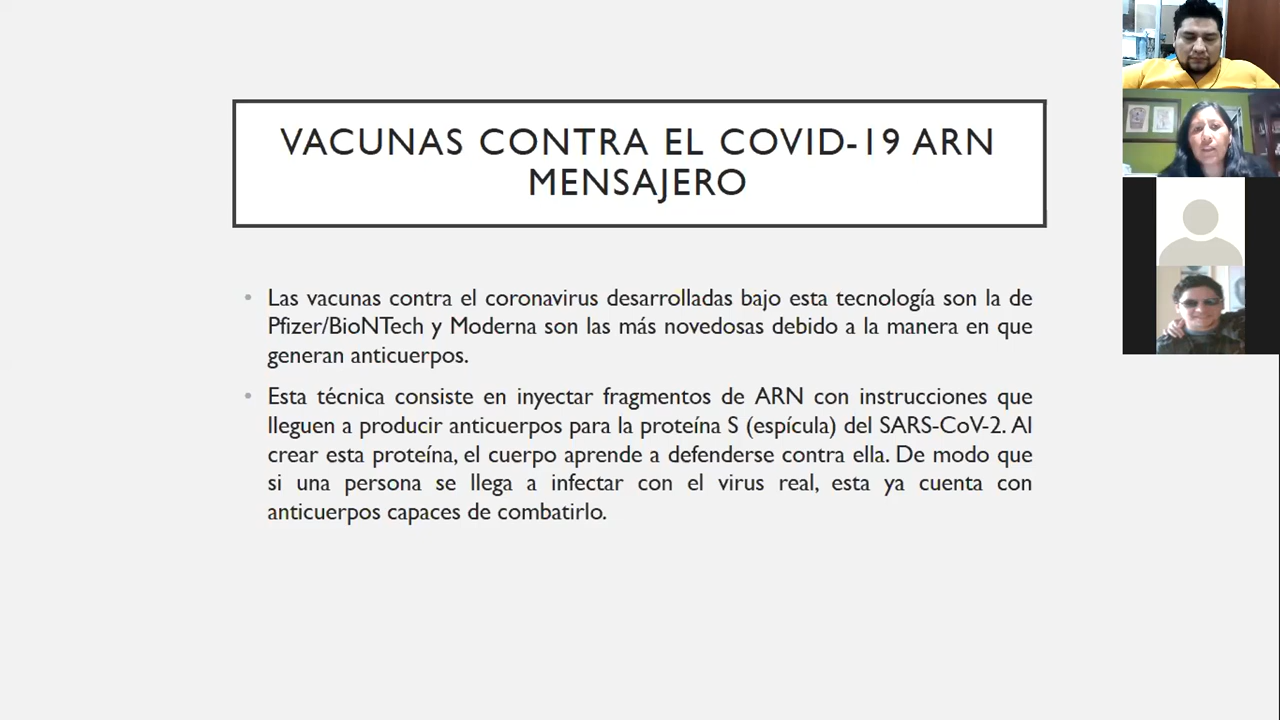 VACUNAS CONTRA EL COVID-19 ARN
MENSAJERO
• Las vacunas contra el coronavirus desarrolladas bajo esta tecnología son la de
Pfizer/BioNTech y Moderna son las más novedosas debido a la manera en que
generan anticuerpos.
• Esta técnica consiste en inyectar fragmentos de ARN con instrucciones que
lleguen a producir anticuerpos para la proteína S (espícula) del SARS-CoV-2. Al
crear esta proteína, el cuerpo aprende a defenderse contra ella. De modo que
si una persona se llega a infectar con el virus real, esta ya cuenta con
anticuerpos capaces de combatirlo.